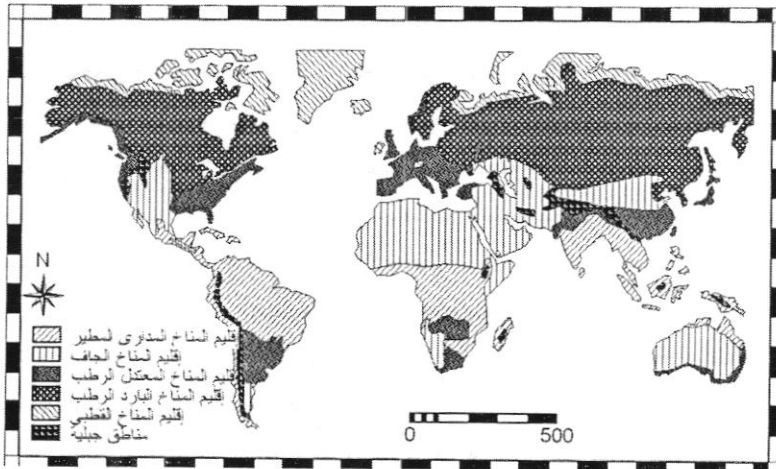 N
إقليم المناخ المداري المطير
إقليم المناخ الجاف
إقليم المناخ المعتدل الرطب
إقليم المناخ البارد الرطب
إقليم المناخ القطبي
مناطق جبلية
0 500